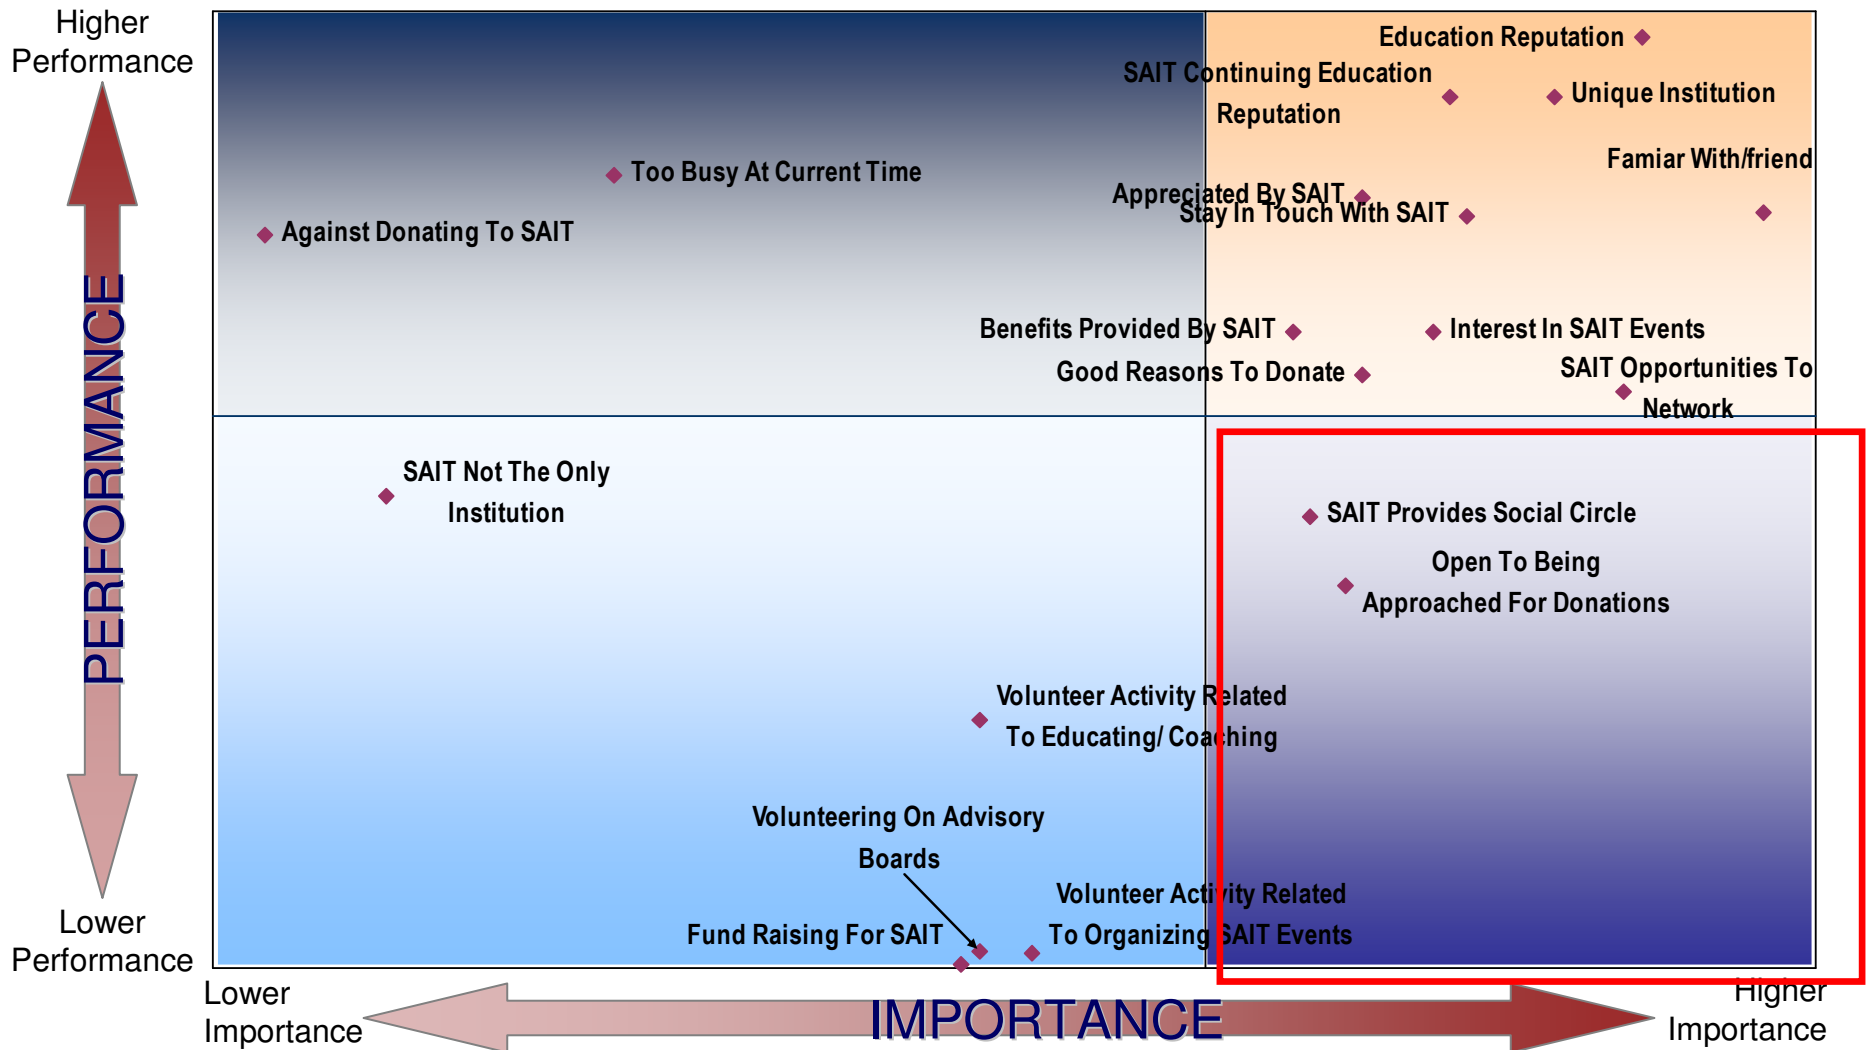 Higher
Performance
Education Reputation
SAIT Continuing Education
Reputation
Unique Institution
Famiar With/friend
Too Busy At Current Time
Appreciated By SAIT
Stay In Touch With SAIT
Against Donating To SAIT
PERFORMANCE
Benefits Provided By SAIT
Interest In SAIT Events
Good Reasons To Donate
SAIT Opportunities To
Network
SAIT Not The Only
Institution
SAIT Provides Social Circle
Open To Being
Approached For Donations
Volunteer Activity Related
To Educating/ Coaching
Volunteering On Advisory
Boards
Volunteer Activity Related
To Organizing SAIT Events
Fund Raising For SAIT
Lower
Performance
Lower
Importance
IMPORTANCE
Higher
Importance